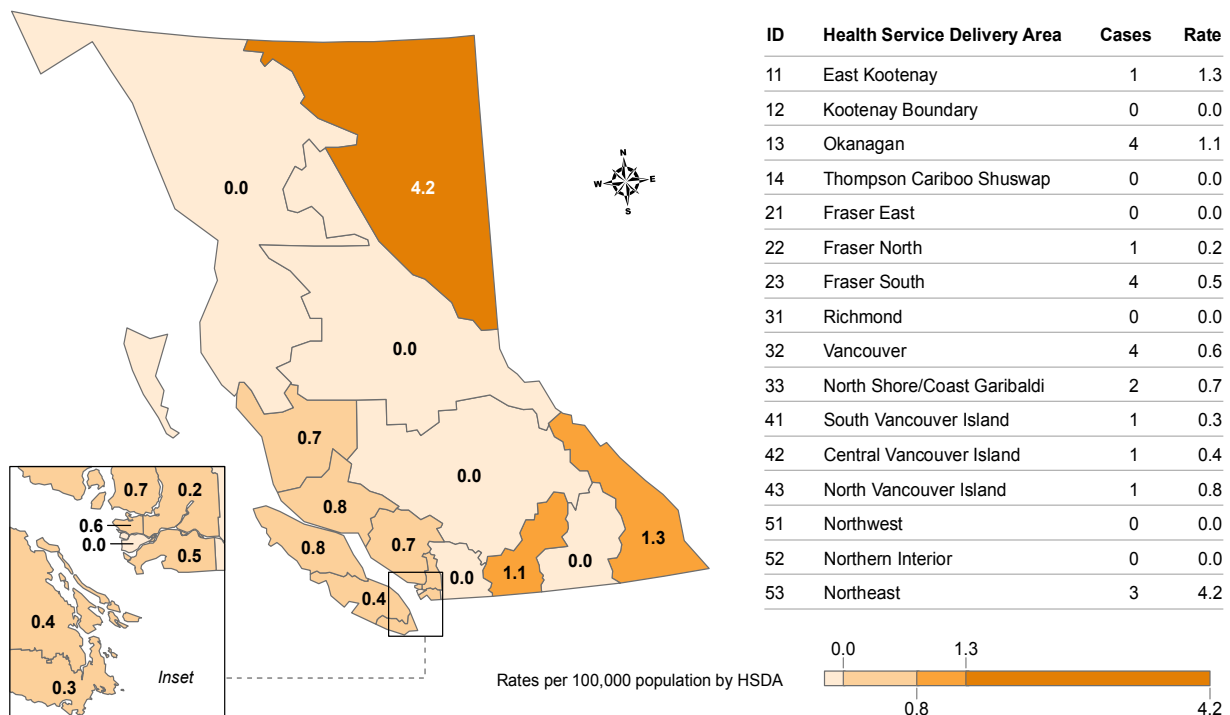 ID Health Service Delivery Area Cases Rate
11 East Kootenay 1 1.3
12 Kootenay Boundary 0 0.0
13 Okanagan 4 1.1
14 Thompson Cariboo Shuswap 0 0.0
21 Fraser East 0 0.0
22 Fraser North 1 0.2
23 Fraser South 4 0.5
31 Richmond 0 0.0
32 Vancouver 4 0.6
33 North Shore/Coast Garibaldi 2 0.7
41 South Vancouver Island 1 0.3
42 Central Vancouver Island 1 0.4
43 North Vancouver Island 1 0.8
51 Northwest 0 0.0
52 Northern Interior 0 0.0
53 Northeast 3 4.2
N
W E
S
0.0
4.2
0.0
0.7
0.0
0.8
0.8
0.7
1.3
0.0
1.1
0.0
0.4
0.7 0.2
0.6
0.0
0.5
0.4
0.3
Inset
Rates per 100,000 population by HSDA
0.0 1.3
0.8 4.2